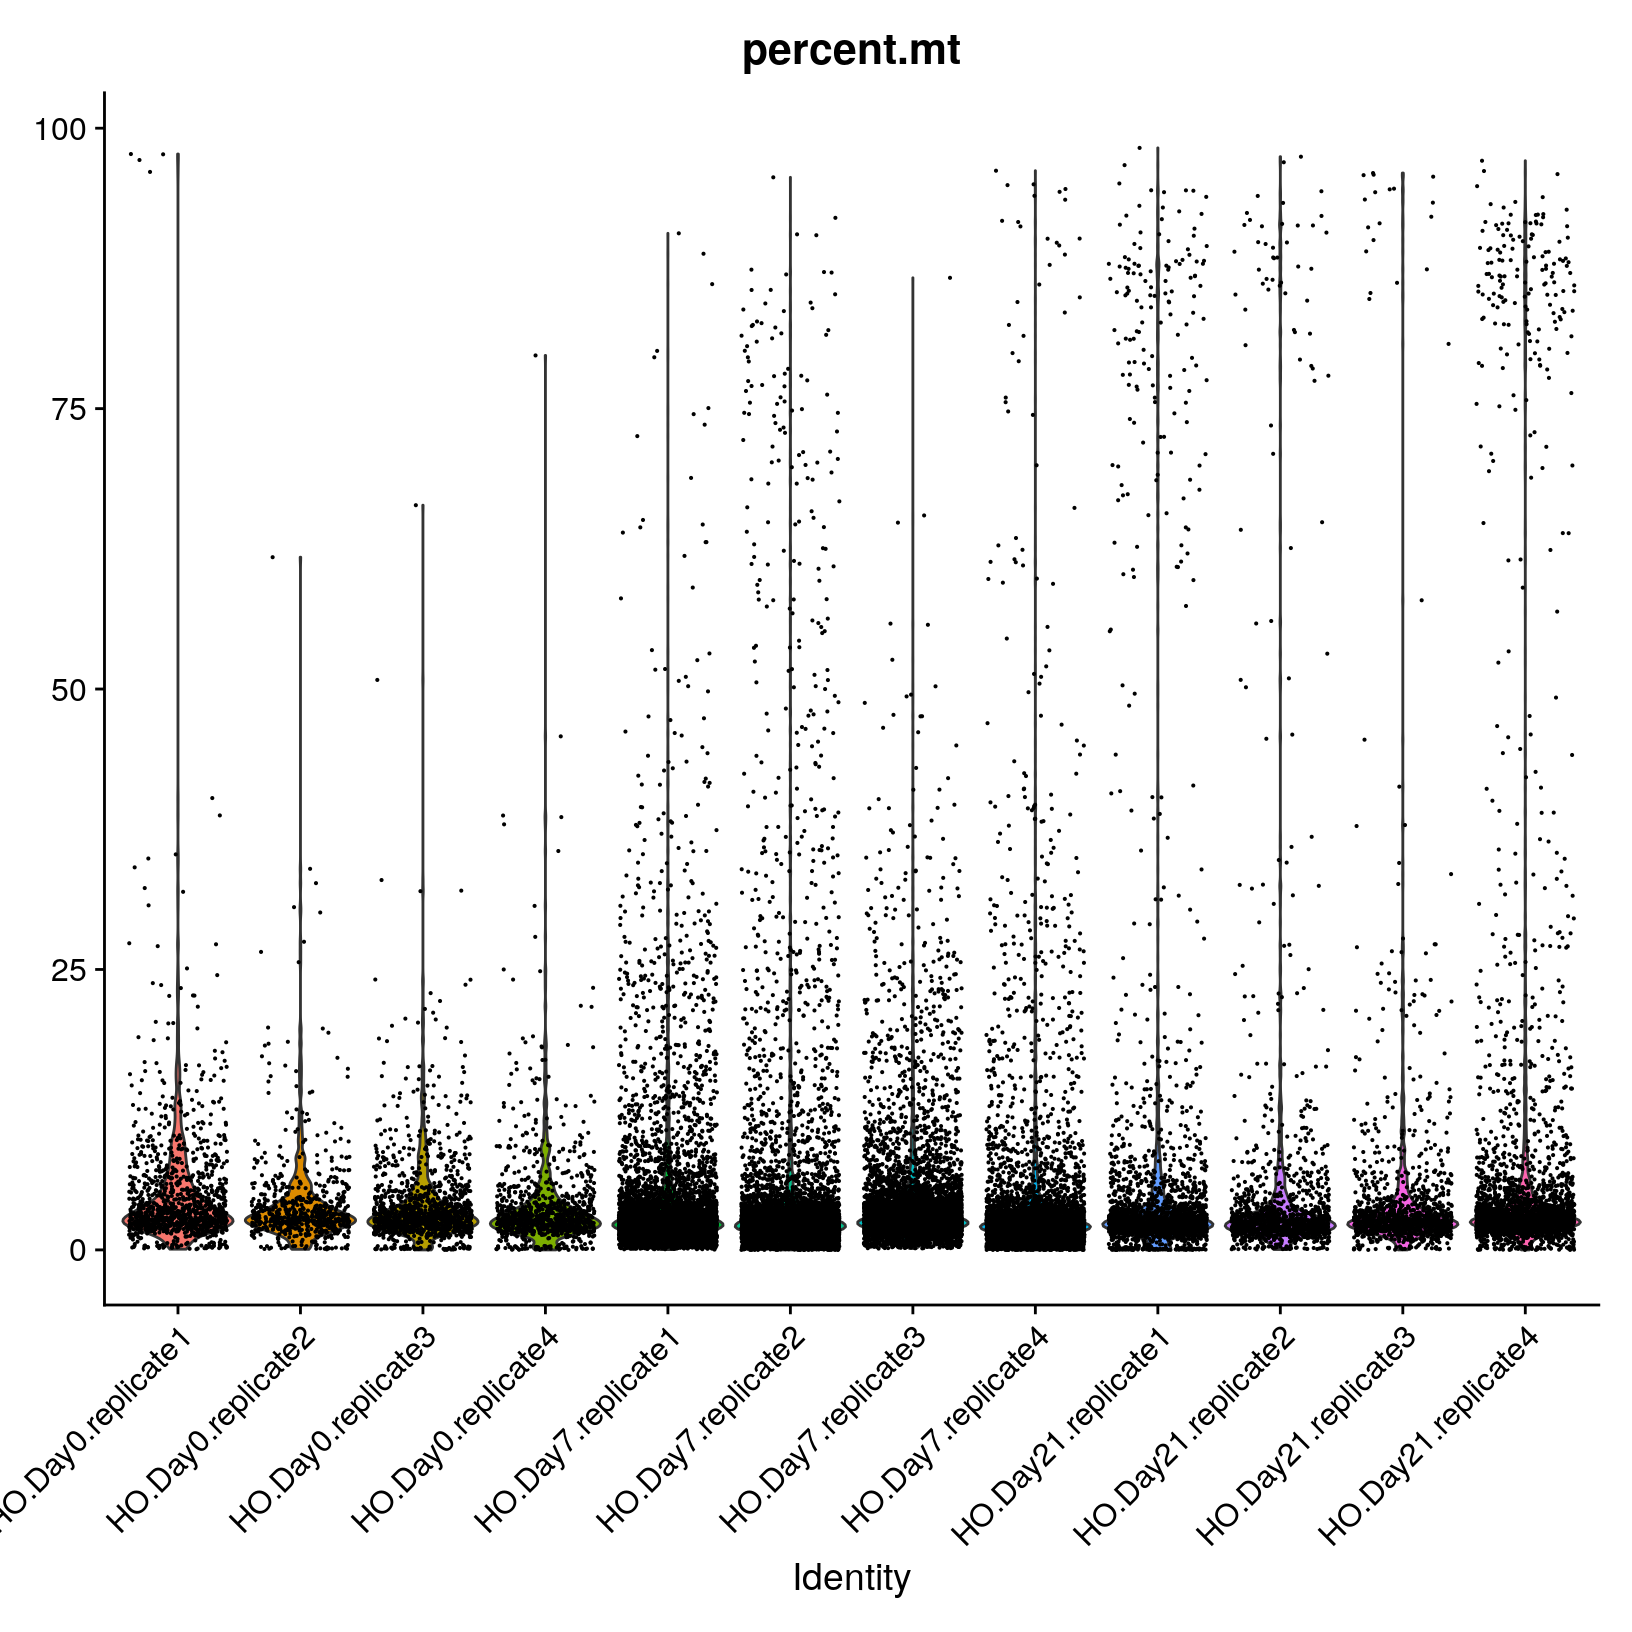 percent.mt
100
75
50
25
0
HO.Day0.replicate1
HO.Day0.replicate2
HO.Day0.replicate3
HO.Day0.replicate4
HO.Day7.replicate1
HO.Day7.replicate2
HO.Day7.replicate3
HO.Day7.replicate4
HO.Day21.replicate1
HO.Day21.replicate2
HO.Day21.replicate3
HO.Day21.replicate4
Identity